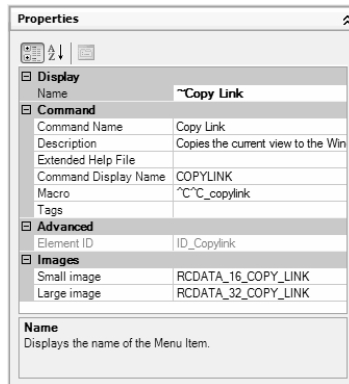 Properties
Display
Name ~Copy Link
Command
Command Name Copy Link
Description Copies the current view to the Win
Extended Help File
Command Display Name COPYLINK
Macro ^C^C_copylink
Tags
Advanced
Element ID ID_Copylink
Images
Small image RCDATA_16_COPY_LINK
Large image RCDATA_32_COPY_LINK
Name
Displays the name of the Menu Item.